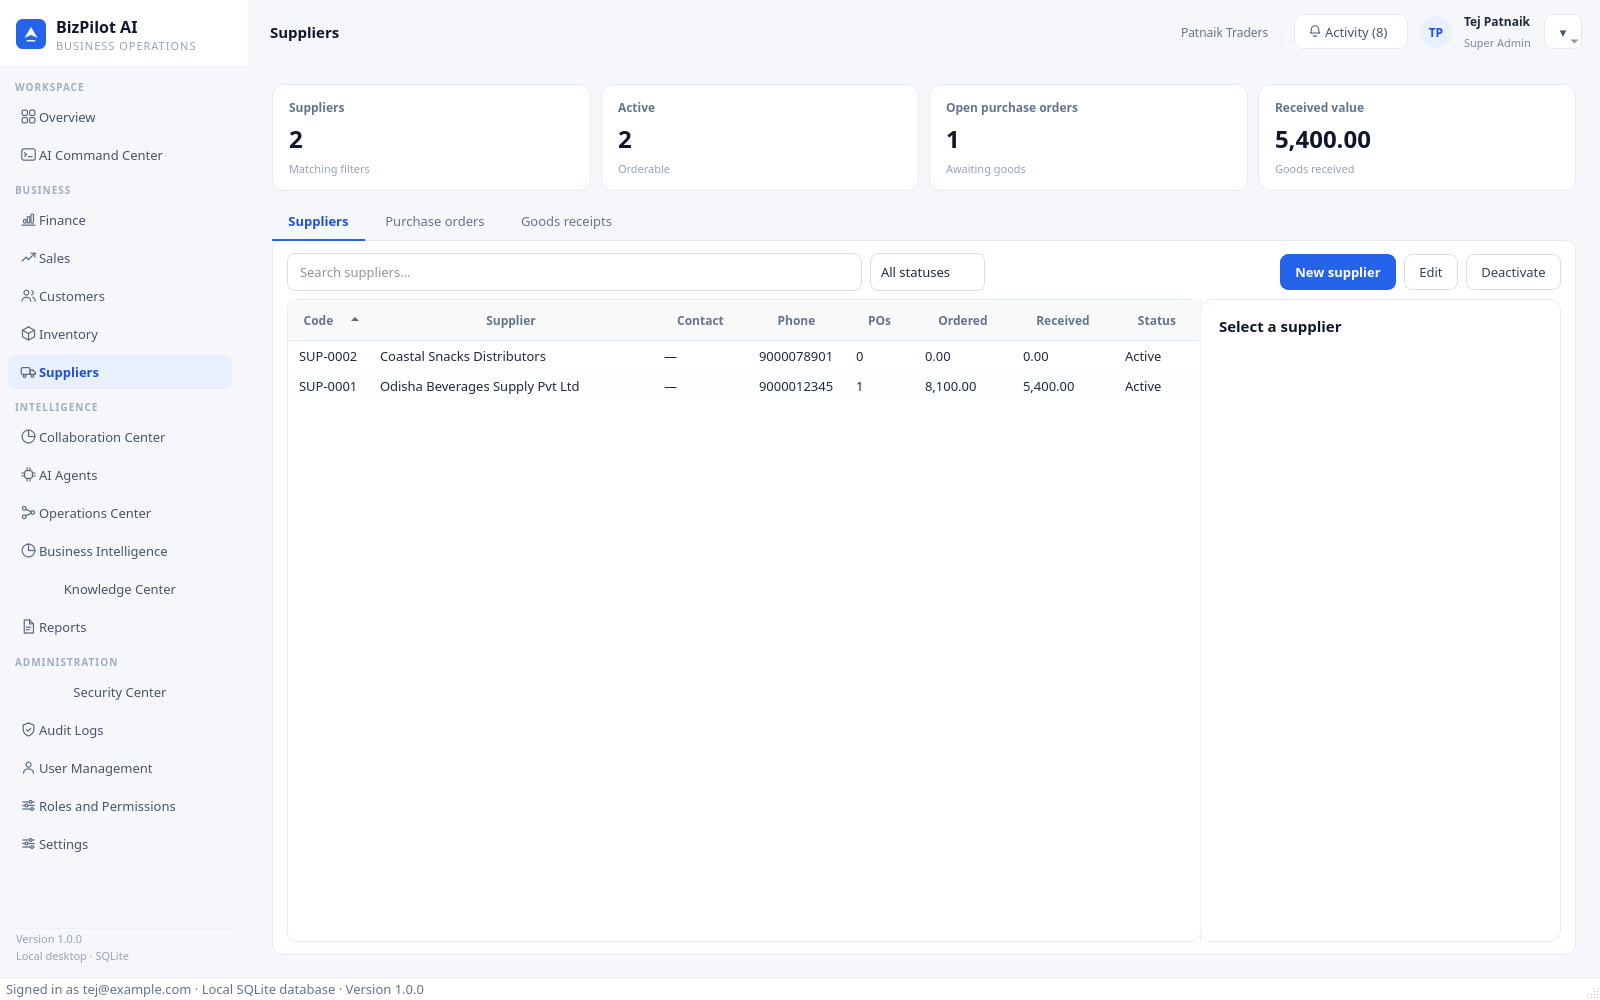 BizPilot AI
BUSINESS OPERATIONS
Suppliers
Patnaik Traders
Activity (8)
TP
Tej Patnaik
Super Admin
WORKSPACE
Overview
AI Command Center
BUSINESS
Finance
Sales
Customers
Inventory
Suppliers
INTELLIGENCE
Collaboration Center
AI Agents
Operations Center
Business Intelligence
Knowledge Center
Reports
ADMINISTRATION
Security Center
Audit Logs
User Management
Roles and Permissions
Settings
Version 1.0.0
Local desktop · SQLite
Suppliers
2
Matching filters
Active
2
Orderable
Open purchase orders
1
Awaiting goods
Received value
5,400.00
Goods received
Suppliers Purchase orders Goods receipts
Search suppliers... All statuses New supplier Edit Deactivate
Code Supplier Contact Phone POs Ordered Received Status
SUP-0002 Coastal Snacks Distributors — 9000078901 0 0.00 0.00 Active
SUP-0001 Odisha Beverages Supply Pvt Ltd — 9000012345 1 8,100.00 5,400.00 Active
Select a supplier
Signed in as tej@example.com · Local SQLite database · Version 1.0.0